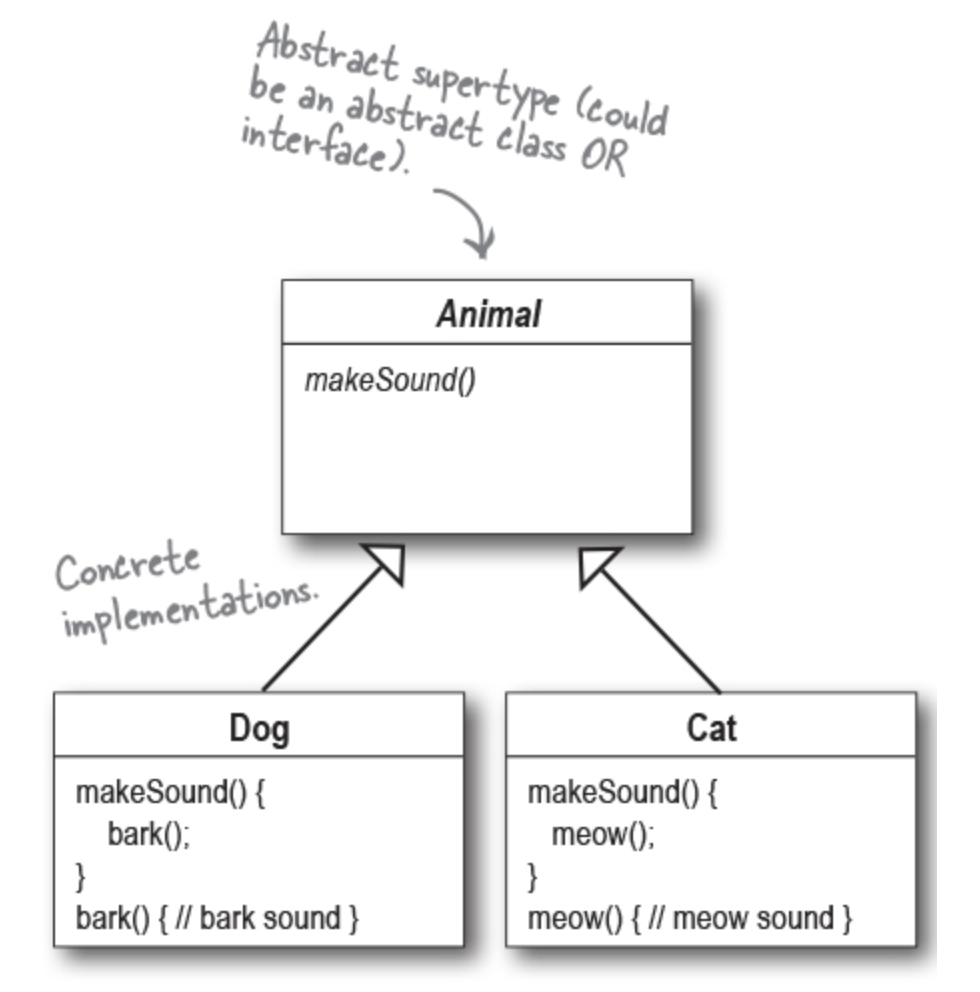 Abstract supertype (could
be an abstract class OR
interface).
Animal
makeSound()
Concrete
implementations.
Dog
makeSound() {
bark();
}
bark() { // bark sound }
Cat
makeSound() {
meow();
}
meow() { // meow sound }